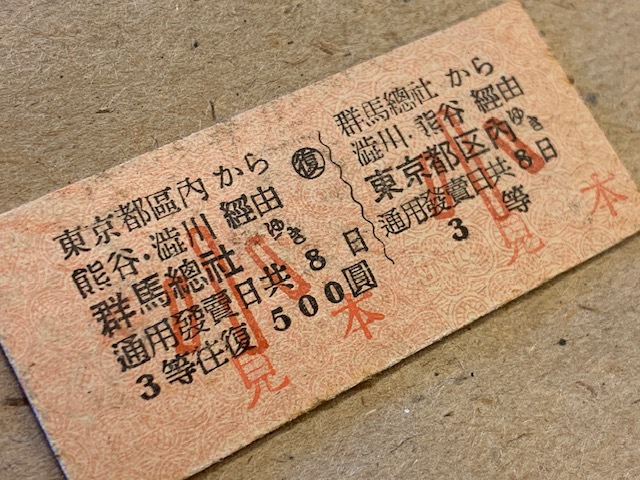 東京都區內から
熊谷・澁川 經由
群馬總社ゆき
通用發賣日共8日
3等往復 500圓
復
群馬總社から
澁川・熊谷 經由
東京都区內ゆき
通用發賣日共8日
3 等
見本
見本